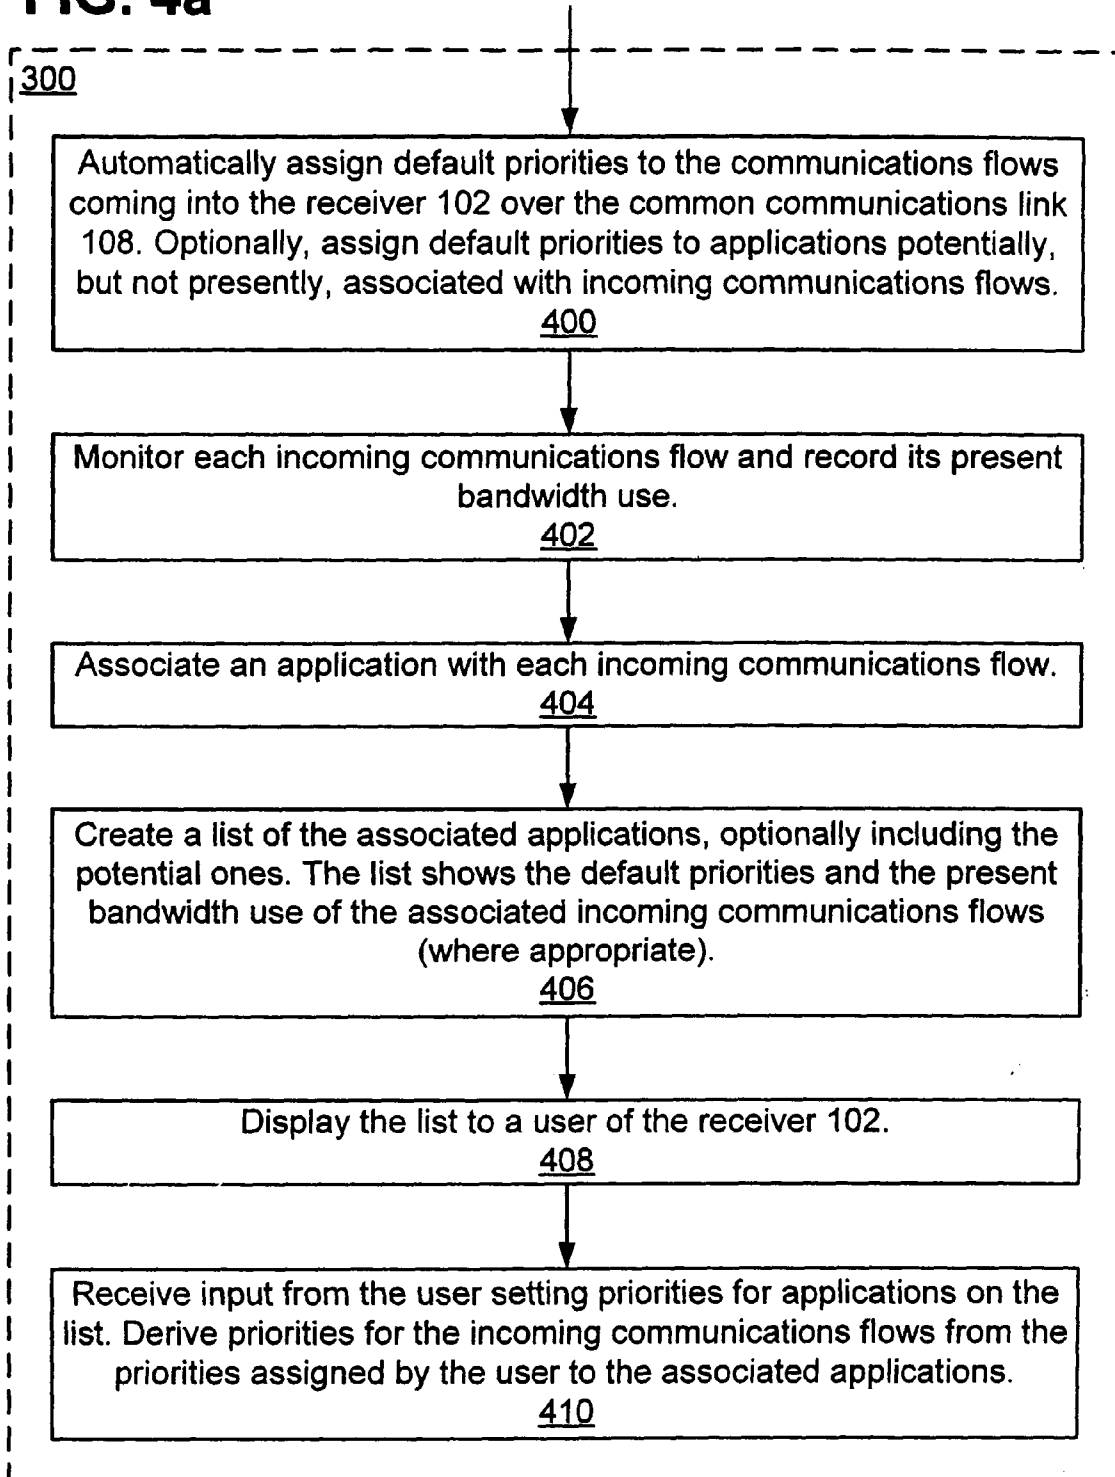 FIG. 4a
300
Automatically assign default priorities to the communications flows
coming into the receiver 102 over the common communications link
108. Optionally, assign default priorities to applications potentially,
but not presently, associated with incoming communications flows.
400
Monitor each incoming communications flow and record its present
bandwidth use.
402
Associate an application with each incoming communications flow.
404
Create a list of the associated applications, optionally including the
potential ones. The list shows the default priorities and the present
bandwidth use of the associated incoming communications flows
(where appropriate).
406
Display the list to a user of the receiver 102.
408
Receive input from the user setting priorities for applications on the
list. Derive priorities for the incoming communications flows from the
priorities assigned by the user to the associated applications.
410